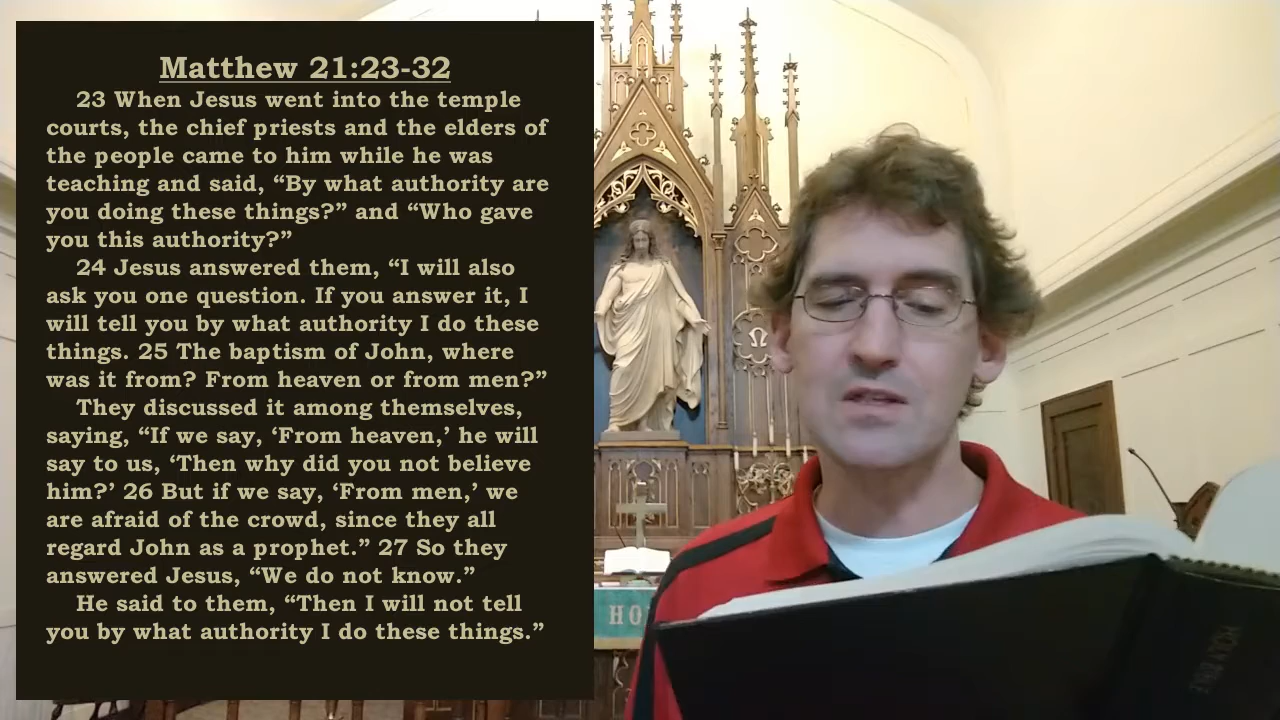 Matthew 21:23-32
23 When Jesus went into the temple
courts, the chief priests and the elders of
the people came to him while he was
teaching and said, “By what authority are
you doing these things?” and “Who gave
you this authority?”
24 Jesus answered them, “I will also
ask you one question. If you answer it, I
will tell you by what authority I do these
things. 25 The baptism of John, where
was it from? From heaven or from men?”
They discussed it among themselves,
saying, “If we say, ‘From heaven,’ he will
say to us, ‘Then why did you not believe
him?’ 26 But if we say, ‘From men,’ we
are afraid of the crowd, since they all
regard John as a prophet.” 27 So they
answered Jesus, “We do not know.”
He said to them, “Then I will not tell
you by what authority I do these things.”
HOLY BIBLE